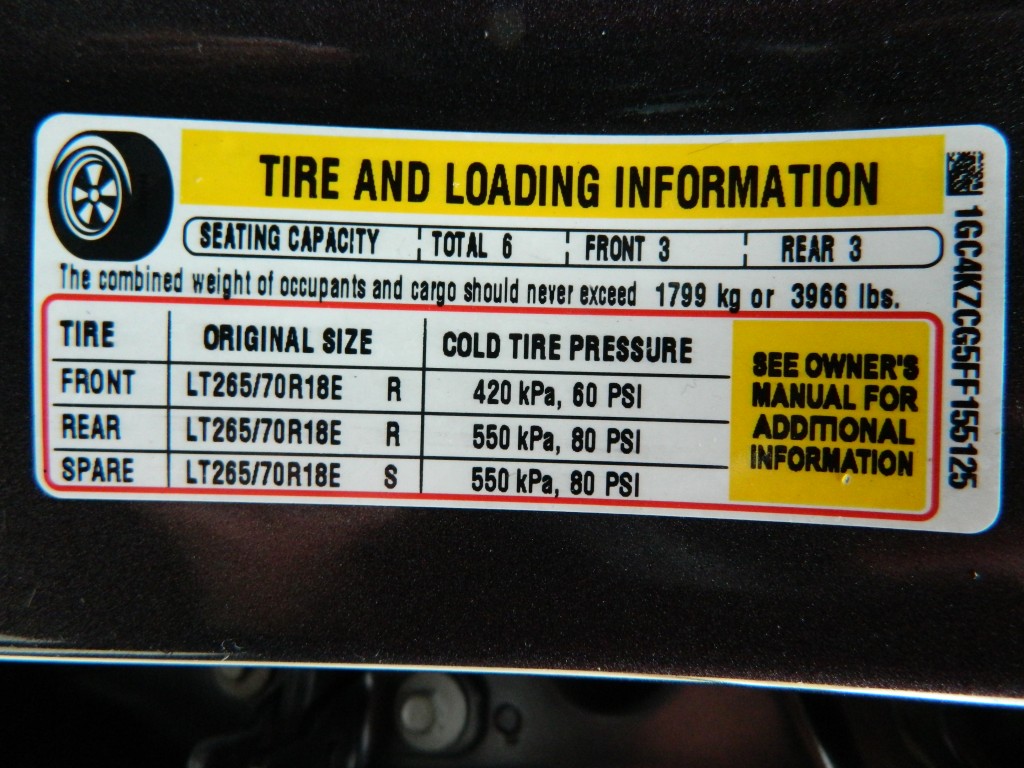 TIRE AND LOADING INFORMATION
SEATING CAPACITY TOTAL 6 FRONT 3 REAR 3
The combined weight of occupants and cargo should never exceed 1799 kg or 3966 lbs.
TIRE ORIGINAL SIZE COLD TIRE PRESSURE
FRONT LT265/70R18E R 420 kPa, 60 PSI
REAR LT265/70R18E R 550 kPa, 80 PSI
SPARE LT265/70R18E S 550 kPa, 80 PSI
SEE OWNER'S
MANUAL FOR
ADDITIONAL
INFORMATION
1GC4KZCG5FF155125